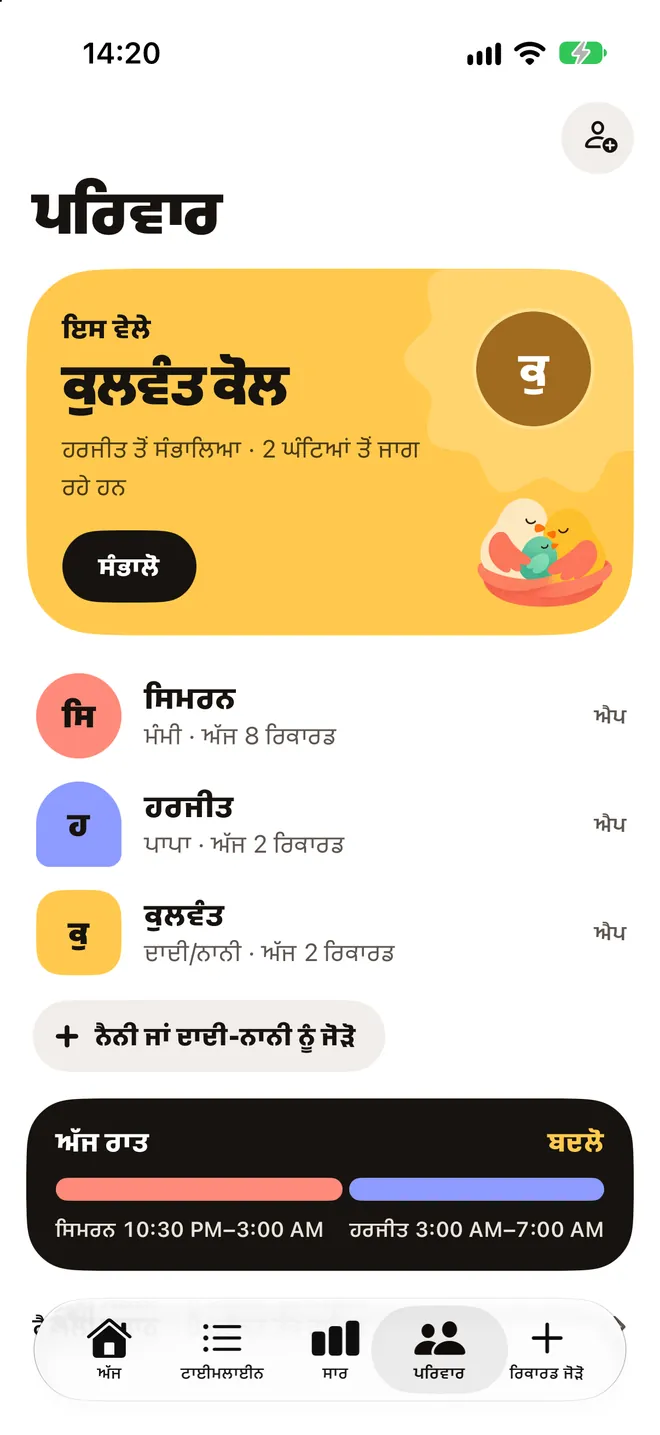 14:20
ਪਰਿਵਾਰ
ਇਸ ਵੇਲੇ
ਕੁਲਵੰਤ ਕੋਲ
ਕੁ
ਹਰਜੀਤ ਤੋਂ ਸੰਭਾਲਿਆ · 2 ਘੰਟਿਆਂ ਤੋਂ ਜਾਗ
ਰਹੇ ਹਨ
ਸੰਭਾਲੋ
ਸਿ
ਸਿਮਰਨ
ਮੰਮੀ · ਅੱਜ 8 ਰਿਕਾਰਡ
ਐਪ
ਹ
ਹਰਜੀਤ
ਪਾਪਾ · ਅੱਜ 2 ਰਿਕਾਰਡ
ਐਪ
ਕੁ
ਕੁਲਵੰਤ
ਦਾਦੀ/ਨਾਨੀ · ਅੱਜ 2 ਰਿਕਾਰਡ
ਐਪ
+ ਨੈਨੀ ਜਾਂ ਦਾਦੀ-ਨਾਨੀ ਨੂੰ ਜੋੜੋ
ਅੱਜ ਰਾਤ
ਬਦਲੋ
ਸਿਮਰਨ 10:30 PM–3:00 AM
ਹਰਜੀਤ 3:00 AM–7:00 AM
ਅੱਜ
ਟਾਈਮਲਾਈਨ
ਸਾਰ
ਪਰਿਵਾਰ
ਰਿਕਾਰਡ ਜੋੜੋ